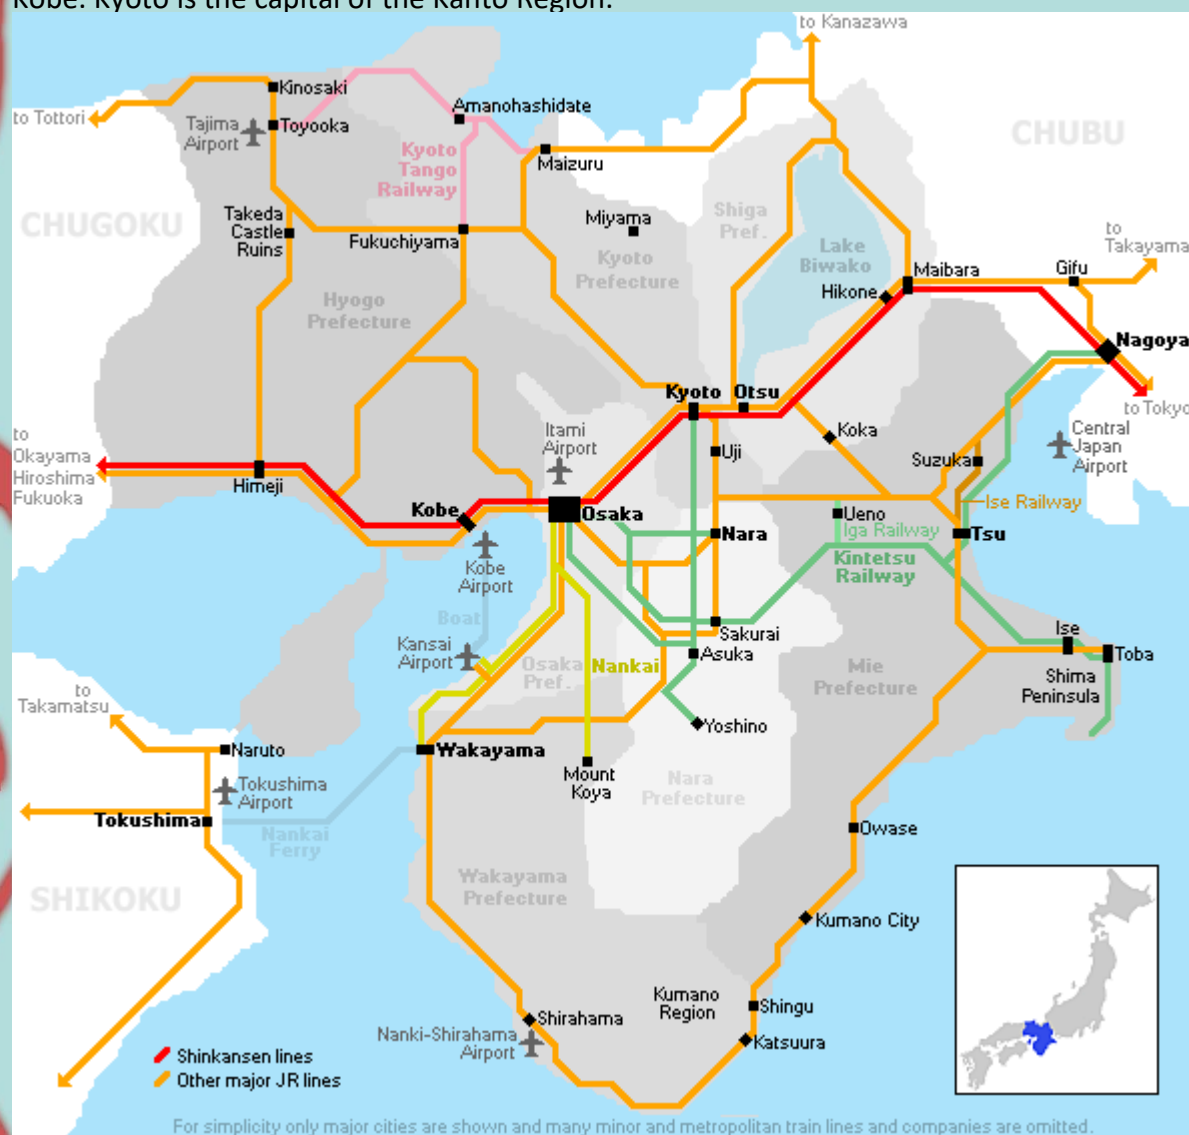 Kobe. Kyoto is the capital of the Kanto Region.
to Kanazawa
Kinosaki
to Tottori
Tajima
Airport
Toyooka
Amanohashidate
CHUBU
Kyoto
Tango
Railway
Maizuru
CHUGOKU
Takeda
Castle
Ruins
Fukuchiyama
Miyama
Shiga
Pref.
Kyoto
Prefecture
Lake
Biwako
to
Takayama
Maibara
Gifu
Hikone
Hyogo
Prefecture
Nagoya
Kyoto
Otsu
to Tokyo
to
Okayama
Hiroshima
Fukuoka
Itami
Airport
Koka
Central
Japan
Airport
Uji
Suzuka
Himeji
Kobe
Osaka
Ise Railway
Ueno
Iga Railway
Nara
Tsu
Kintetsu
Railway
Kobe
Airport
Boat
Kansai
Airport
Sakurai
Ise
Asuka
Toba
Osaka
Pref.
Nankai
Mie
Prefecture
Shima
Peninsula
to
Takamatsu
Yoshino
Naruto
Wakayama
Mount
Koya
Tokushima
Airport
Nara
Prefecture
Tokushima
Nankai
Ferry
Owase
Wakayama
Prefecture
SHIKOKU
Kumano City
Kumano
Region
Shingu
Shirahama
Nanki-Shirahama
Airport
Katsuura
Shinkansen lines
Other major JR lines
For simplicity only major cities are shown and many minor and metropolitan train lines and companies are omitted.